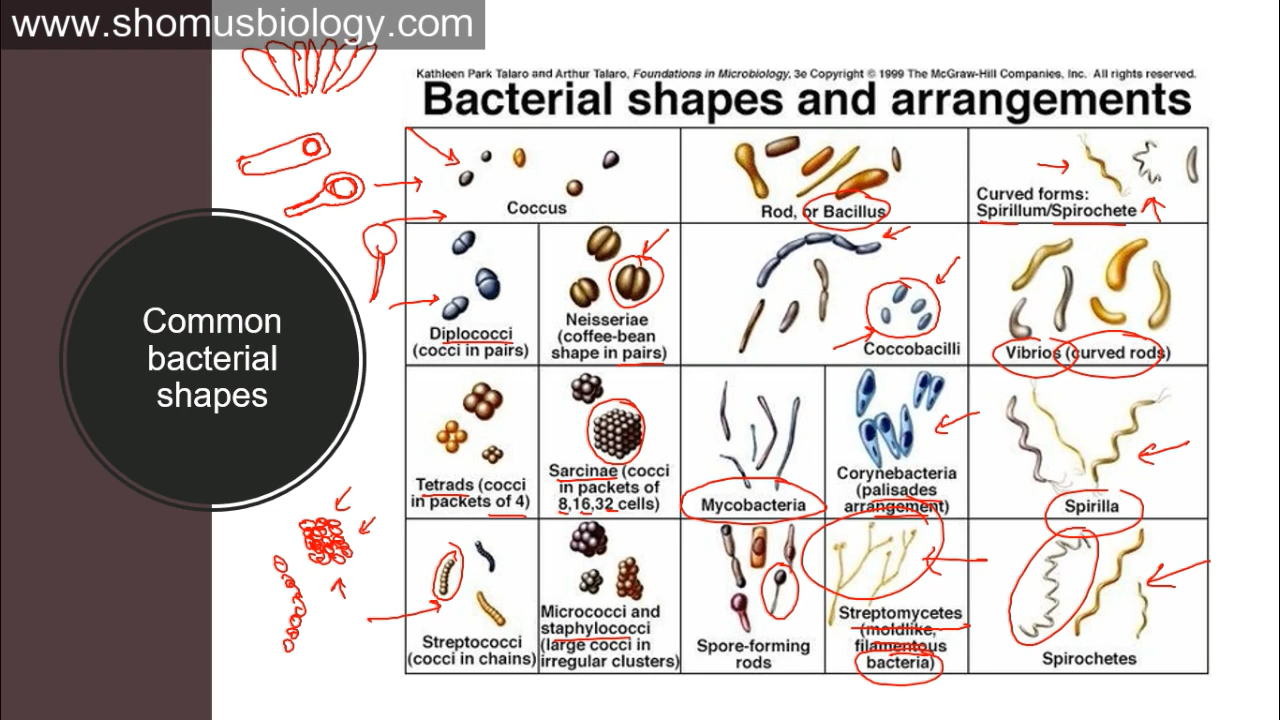 www.shomusbiology.com
Kathleen Park Talaro and Arthur Talaro, Foundations in Microbiology, 3e Copyright © 1999 The McGraw-Hill Companies, Inc. All rights reserved.
Bacterial shapes and arrangements
Common
bacterial
shapes
Coccus
Rod, or Bacillus
Curved forms:
Spirillum/Spirochete
Diplococci
(cocci in pairs)
Neisseriae
(coffee-bean
shape in pairs)
Coccobacilli
Vibrios (curved rods)
Tetrads (cocci
in packets of 4)
Sarcinae (cocci
in packets of
8,16,32 cells)
Mycobacteria
Corynebacteria
(palisades
arrangement)
Spirilla
Streptococci
(cocci in chains)
Micrococci and
staphylococci
(large cocci in
irregular clusters)
Spore-forming
rods
Streptomycetes
(moldlike,
filamentous
bacteria)
Spirochetes